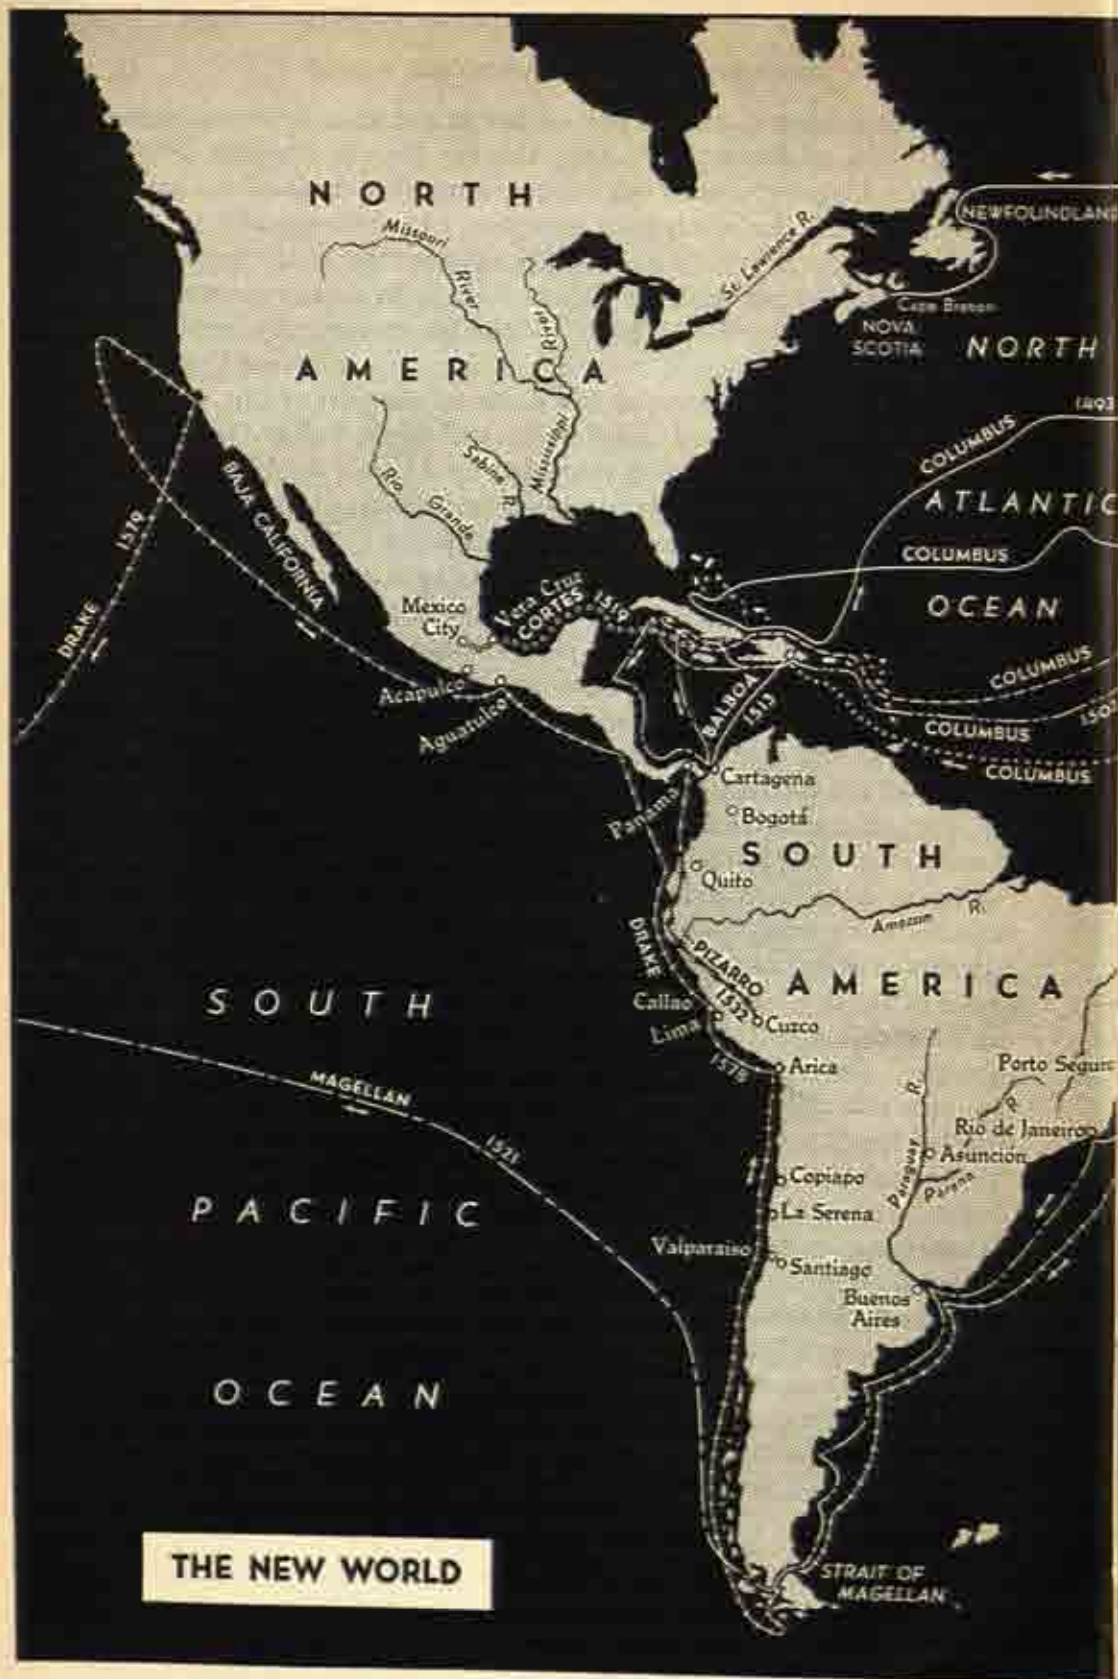 NORTH
AMERICA
Missouri
River
River
Mississippi
Sabine R.
Rio
Grande
St. Lawrence R.
NEWFOUNDLAND
Cape Breton
NOVA
SCOTIA
NORTH
ATLANTIC
OCEAN
1493
COLUMBUS
COLUMBUS
COLUMBUS
COLUMBUS
COLUMBUS
BAJA CALIFORNIA
1579
DRAKE
Mexico
City
Vera Cruz
CORTES 1519
Acapulco
Aguatulco
BALBOA
1513
Cartagena
Panama
Bogotá
SOUTH
Quito
Amazon R.
AMERICA
DRAKE
PIZARRO
1532
Callao
Lima
Cuzco
1578
Arica
Porto Seguro
R.
Rio de Janeiro
Paraguay R.
Asunción
Parana
Copiapo
La Serena
Valparaiso
Santiago
Buenos
Aires
SOUTH
PACIFIC
OCEAN
MAGELLAN
1521
STRAIT OF
MAGELLAN
THE NEW WORLD